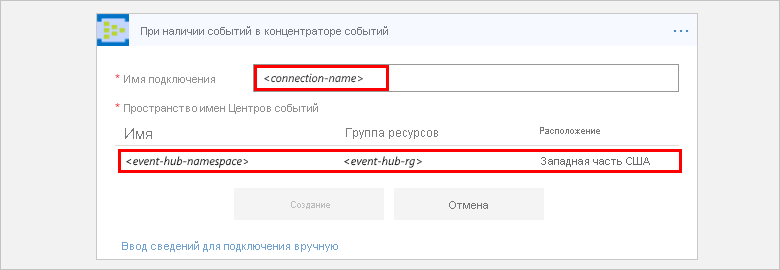 При наличии событий в концентраторе событий
* Имя подключения
<connection-name>
* Пространство имен Центров событий
Имя Группа ресурсов Расположение
<event-hub-namespace> <event-hub-rg> Западная часть США
Создание Отмена
Ввод сведений для подключения вручную